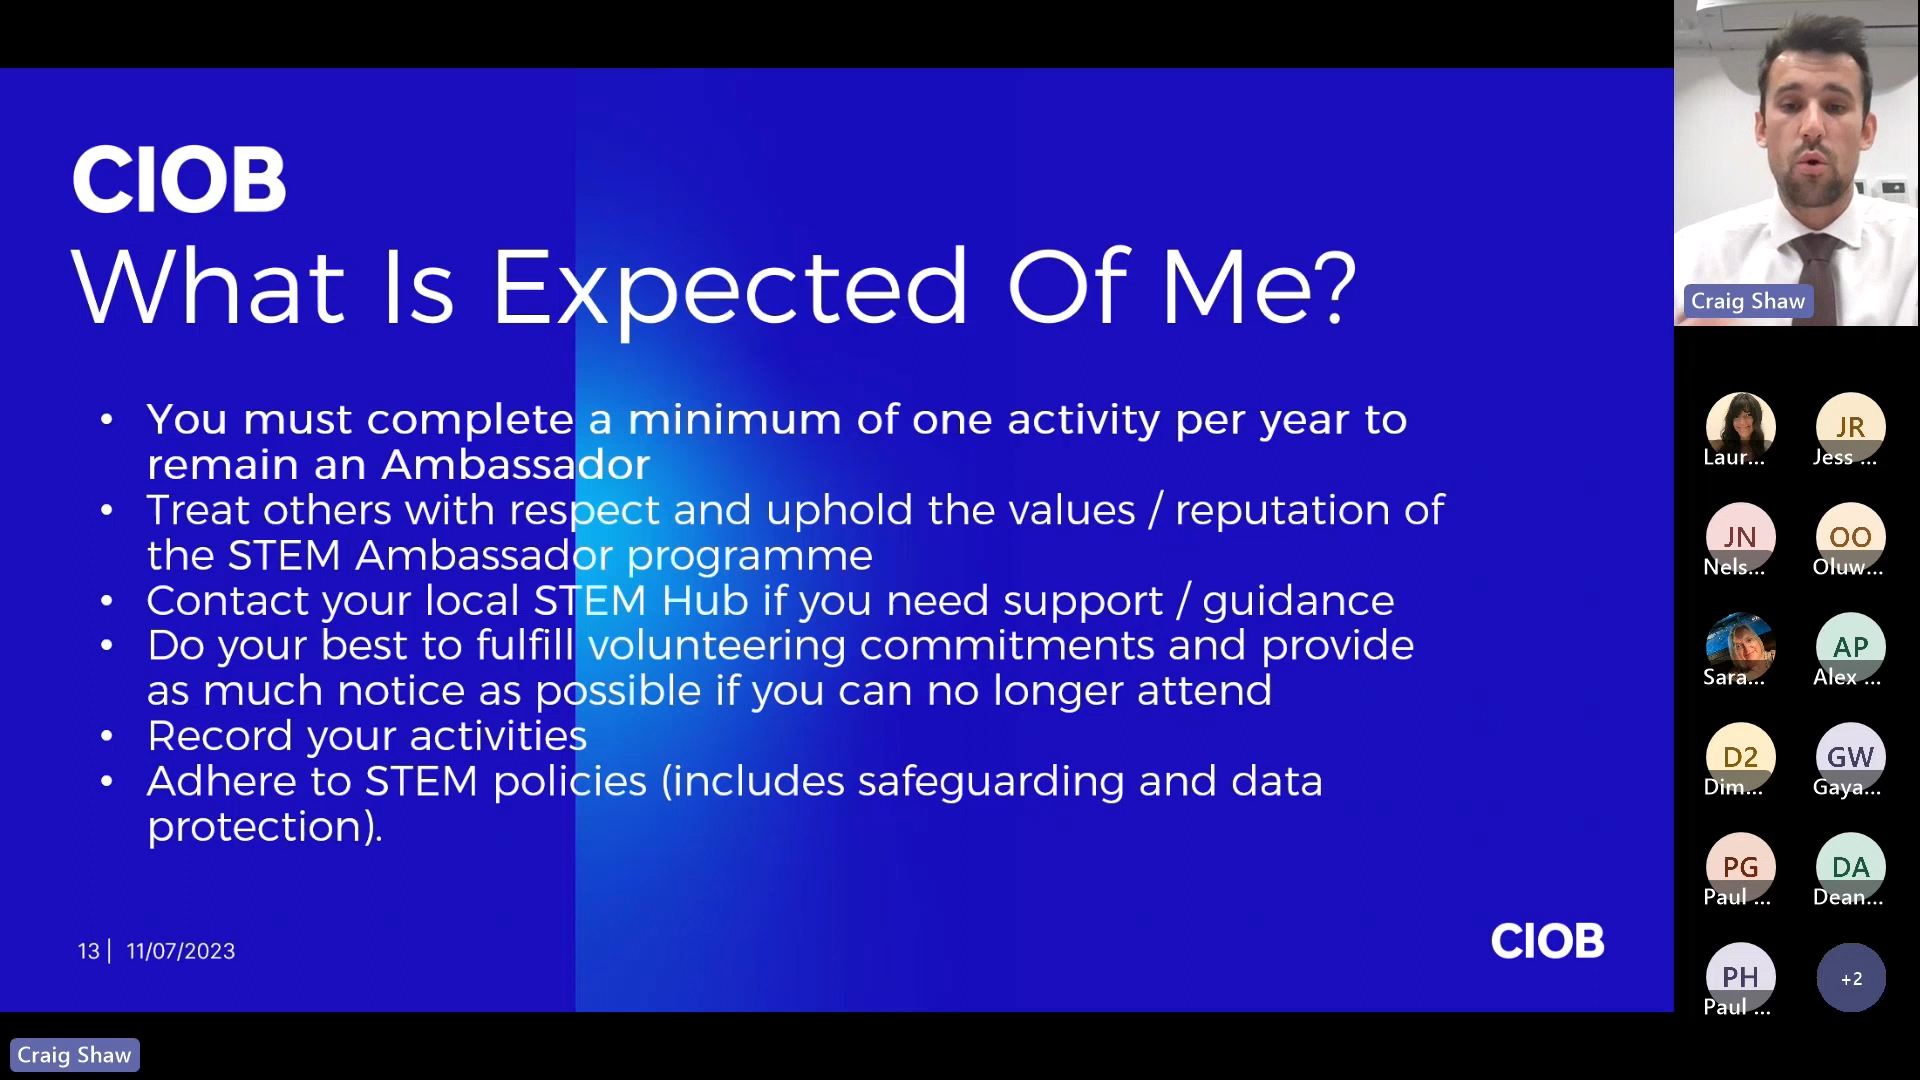 CIOB
What Is Expected Of Me?
• You must complete a minimum of one activity per year to
remain an Ambassador
• Treat others with respect and uphold the values / reputation of
the STEM Ambassador programme
• Contact your local STEM Hub if you need support / guidance
• Do your best to fulfill volunteering commitments and provide
as much notice as possible if you can no longer attend
• Record your activities
• Adhere to STEM policies (includes safeguarding and data
protection).
13 | 11/07/2023
CIOB
Craig Shaw
Craig Shaw
Laur...
JR
Jess ...
JN
Nels...
OO
Oluw...
Sara...
AP
Alex ...
D2
Dim...
GW
Gaya...
PG
Paul ...
DA
Dean...
PH
Paul ...
+2